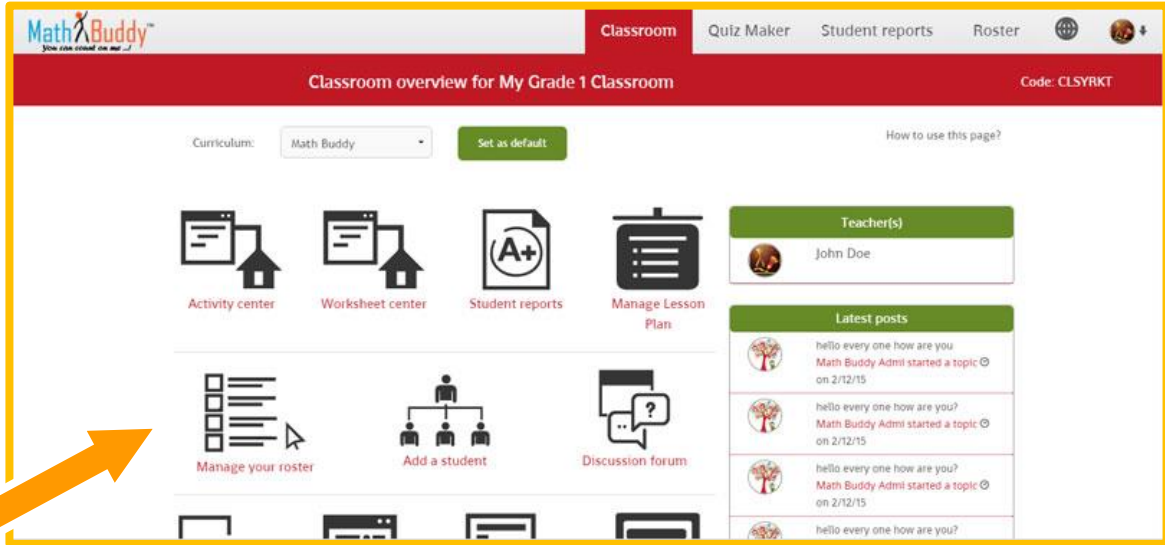 Math Buddy™
You can count on me ...!
Classroom
Quiz Maker
Student reports
Roster
Classroom overview for My Grade 1 Classroom
Code: CLSYRKT
Curriculum:
Math Buddy
Set as default
How to use this page?
A+
Activity center
Worksheet center
Student reports
Manage Lesson
Plan
Teacher(s)
John Doe
Latest posts
hello every one how are you
Math Buddy Admi started a topic
on 2/12/15
hello every one how are you?
Math Buddy Admi started a topic
on 2/12/15
hello every one how are you?
Math Buddy Admi started a topic
on 2/12/15
hello every one how are you?
?
Manage your roster
Add a student
Discussion forum